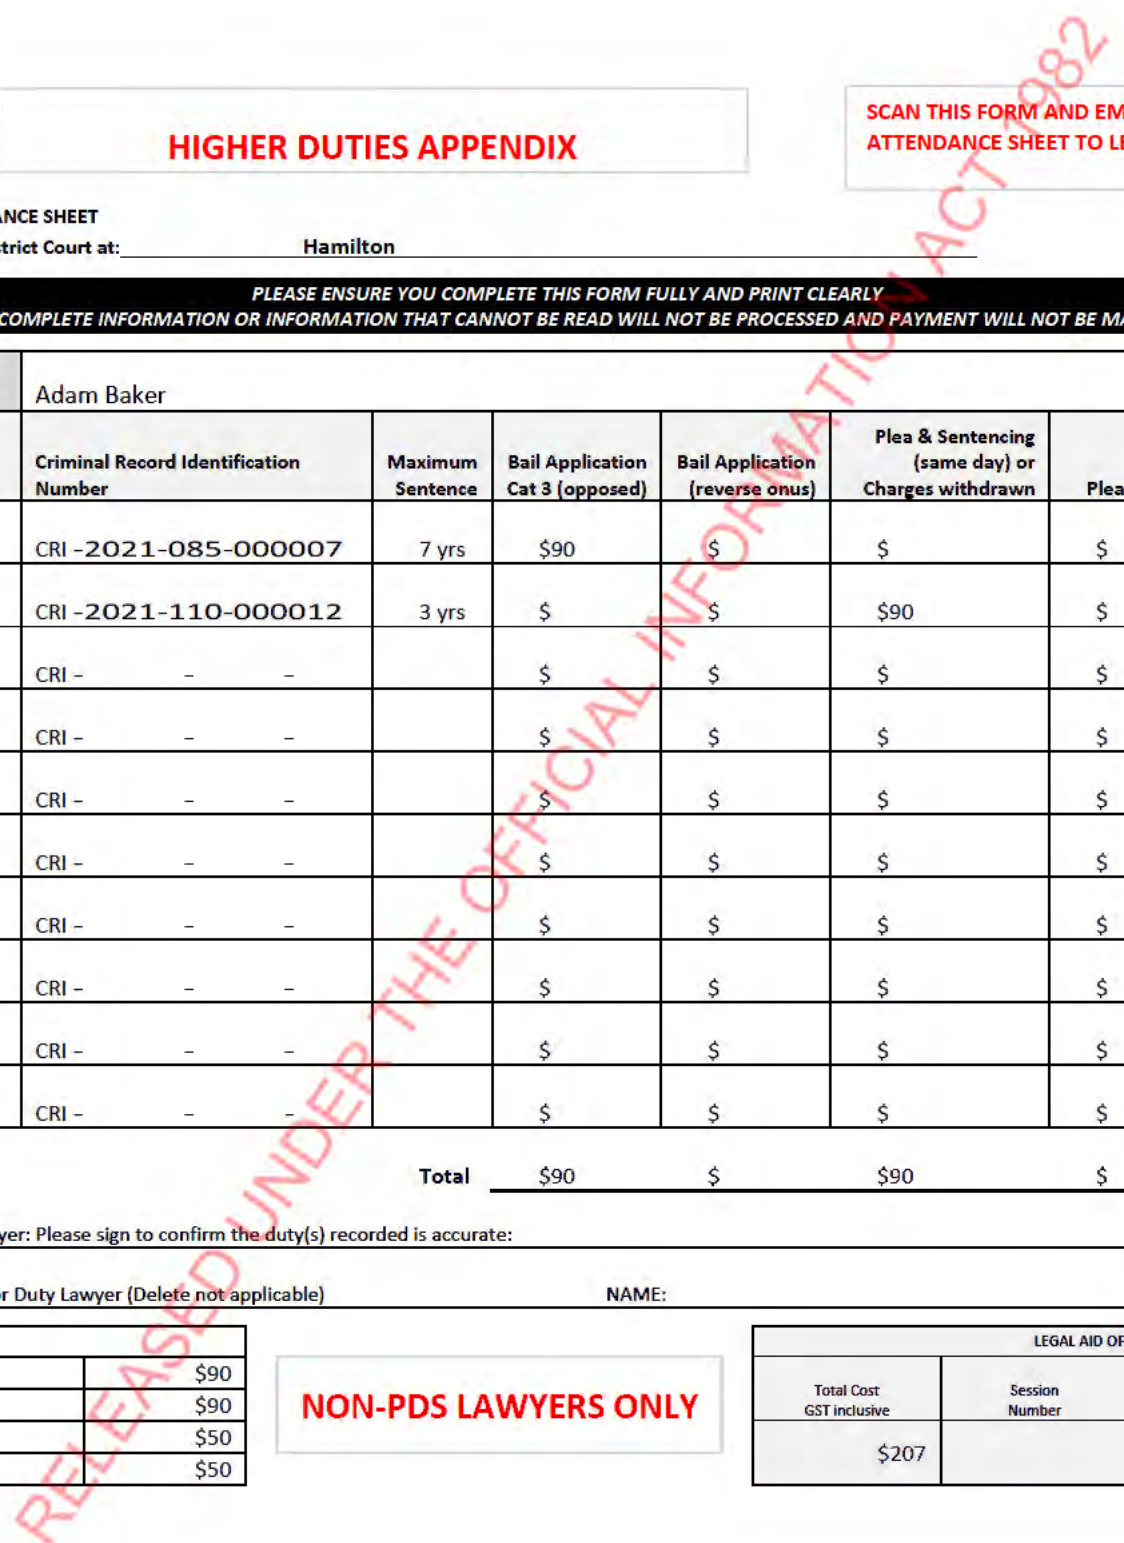 HIGHER DUTIES APPENDIX
SCAN THIS FORM AND EM
ATTENDANCE SHEET TO LE
ANCE SHEET
trict Court at: Hamilton
PLEASE ENSURE YOU COMPLETE THIS FORM FULLY AND PRINT CLEARLY
COMPLETE INFORMATION OR INFORMATION THAT CANNOT BE READ WILL NOT BE PROCESSED AND PAYMENT WILL NOT BE MA
Adam Baker
Criminal Record Identification Number Maximum Sentence Bail Application Cat 3 (opposed) Bail Application (reverse onus) Plea & Sentencing (same day) or Charges withdrawn Plea
CRI -2021-085-000007 7 yrs $90 $ $ $
CRI -2021-110-000012 3 yrs $ $ $90 $
CRI – – – $ $ $ $
CRI – – – $ $ $ $
CRI – – – $ $ $ $
CRI – – – $ $ $ $
CRI – – – $ $ $ $
CRI – – – $ $ $ $
CRI – – – $ $ $ $
CRI – – – $ $ $ $
Total $90 $ $90 $
yer: Please sign to confirm the duty(s) recorded is accurate:
or Duty Lawyer (Delete not applicable) NAME:
$90
$90
$50
$50
NON-PDS LAWYERS ONLY
LEGAL AID OF
Total Cost GST inclusive Session Number
$207
RELEASED UNDER THE OFFICIAL INFORMATION ACT 1982